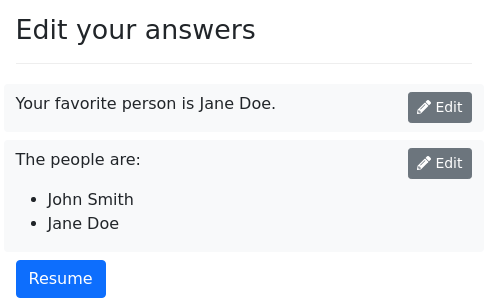 Edit your answers
Your favorite person is Jane Doe.
Edit
The people are:
Edit
John Smith
Jane Doe
Resume